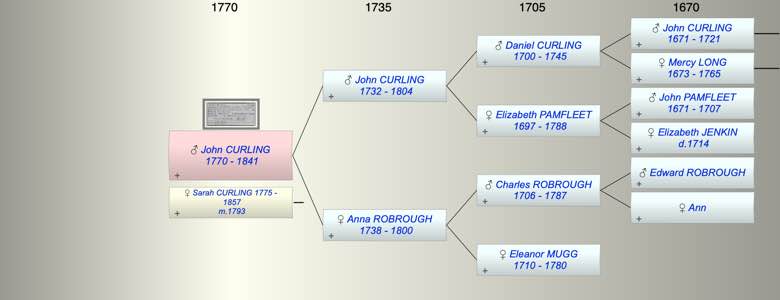 1770
1735
1705
1670
♂ John CURLING
1671 - 1721
+
♂ Daniel CURLING
1700 - 1745
+
♀ Mercy LONG
1673 - 1765
+
♂ John CURLING
1732 - 1804
+
♂ John PAMFLEET
1671 - 1707
+
♀ Elizabeth PAMFLEET
1697 - 1788
+
♀ Elizabeth JENKIN
d.1714
+
♂ John CURLING
1770 - 1841
+
♂ Edward ROBROUGH
+
♂ Charles ROBROUGH
1706 - 1787
+
♀ Sarah CURLING 1775 -
1857
m.1793
+
♀ Ann
+
♀ Anna ROBROUGH
1738 - 1800
+
♀ Eleanor MUGG
1710 - 1780
+